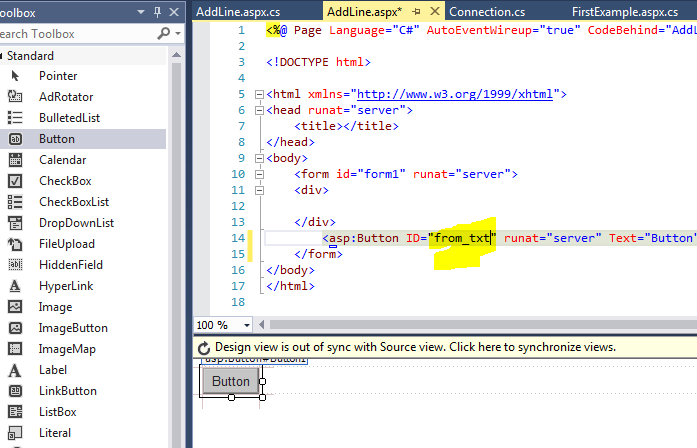 Toolbox
Search Toolbox
Standard
Pointer
AdRotator
BulletedList
Button
Calendar
CheckBox
CheckBoxList
DropDownList
FileUpload
HiddenField
HyperLink
Image
ImageButton
ImageMap
Label
LinkButton
ListBox
Literal
AddLine.aspx.cs
AddLine.aspx*
Connection.cs
FirstExample.aspx.cs
1 <%@ Page Language="C#" AutoEventWireup="true" CodeBehind="AddL
2
3 <!DOCTYPE html>
4
5 <html xmlns="http://www.w3.org/1999/xhtml">
6 <head runat="server">
7 <title></title>
8 </head>
9 <body>
10 <form id="form1" runat="server">
11 <div>
12
13 </div>
14 <asp:Button ID="from_txt" runat="server" Text="Button"
15 </form>
16 </body>
17 </html>
18
100 %
Design view is out of sync with Source view. Click here to synchronize views.
asp:Button#Button1
Button